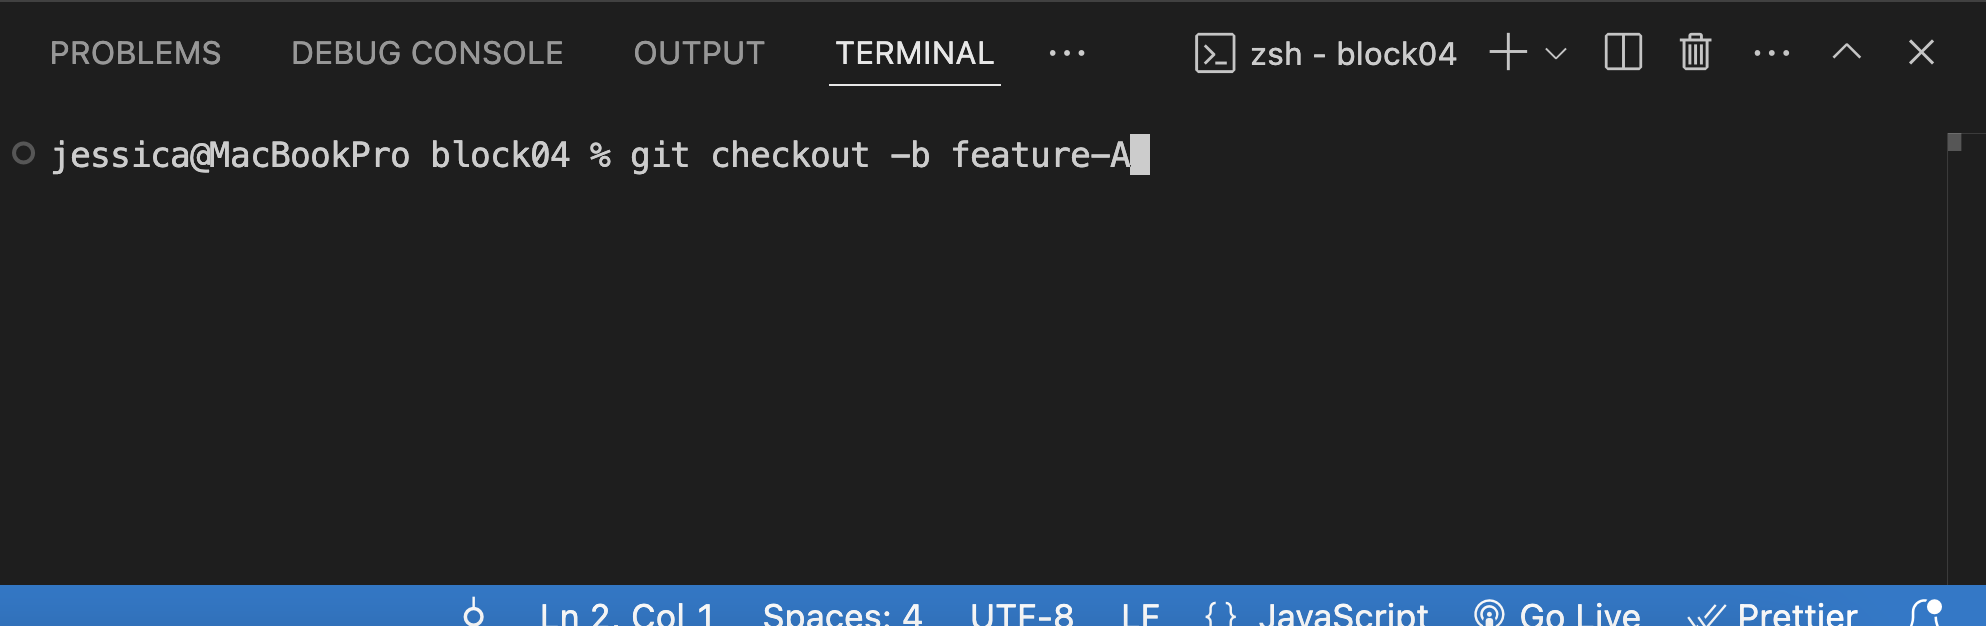 PROBLEMS DEBUG CONSOLE OUTPUT TERMINAL ··· zsh - block04
jessica@MacBookPro block04 % git checkout -b feature-A
Ln 2, Col 1 Spaces: 4 UTF-8 LF {} JavaScript Go Live Prettier